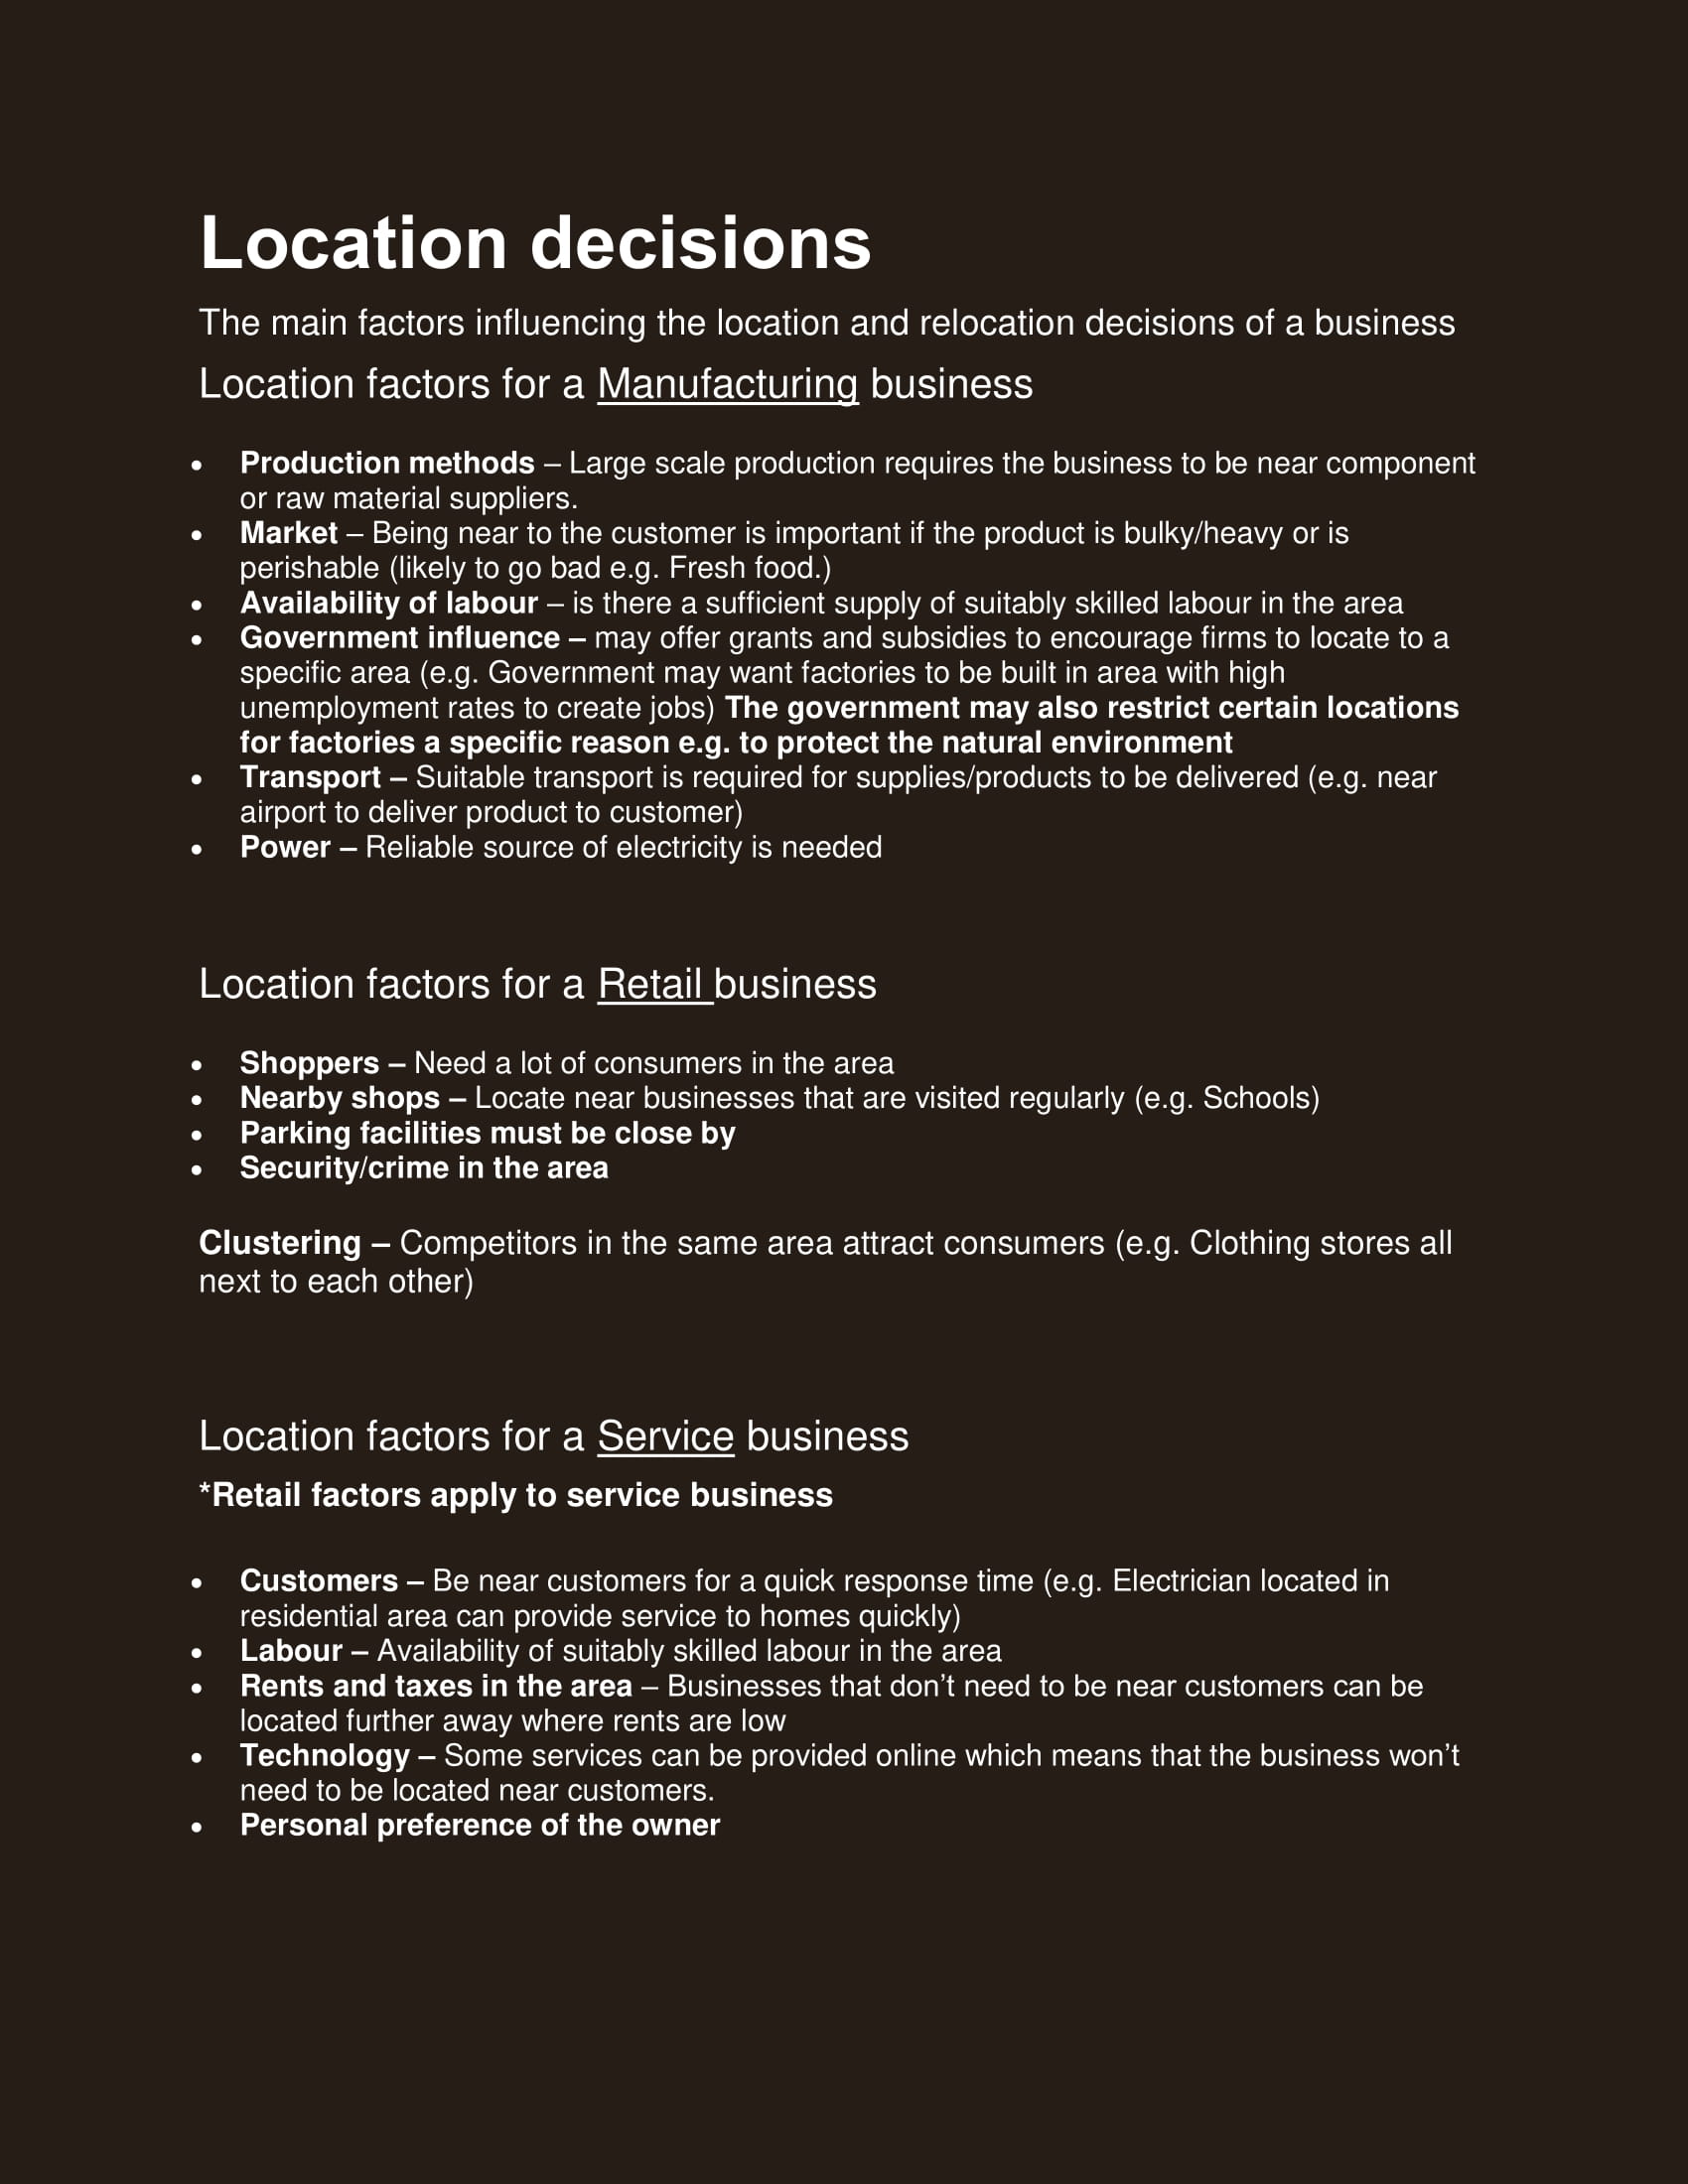 Location decisions
The main factors influencing the location and relocation decisions of a business
Location factors for a Manufacturing business
• Production methods – Large scale production requires the business to be near component
or raw material suppliers.
• Market – Being near to the customer is important if the product is bulky/heavy or is
perishable (likely to go bad e.g. Fresh food.)
• Availability of labour – is there a sufficient supply of suitably skilled labour in the area
• Government influence – may offer grants and subsidies to encourage firms to locate to a
specific area (e.g. Government may want factories to be built in area with high
unemployment rates to create jobs) The government may also restrict certain locations
for factories a specific reason e.g. to protect the natural environment
• Transport – Suitable transport is required for supplies/products to be delivered (e.g. near
airport to deliver product to customer)
• Power – Reliable source of electricity is needed
Location factors for a Retail business
• Shoppers – Need a lot of consumers in the area
• Nearby shops – Locate near businesses that are visited regularly (e.g. Schools)
• Parking facilities must be close by
• Security/crime in the area
Clustering – Competitors in the same area attract consumers (e.g. Clothing stores all
next to each other)
Location factors for a Service business
*Retail factors apply to service business
• Customers – Be near customers for a quick response time (e.g. Electrician located in
residential area can provide service to homes quickly)
• Labour – Availability of suitably skilled labour in the area
• Rents and taxes in the area – Businesses that don’t need to be near customers can be
located further away where rents are low
• Technology – Some services can be provided online which means that the business won’t
need to be located near customers.
• Personal preference of the owner